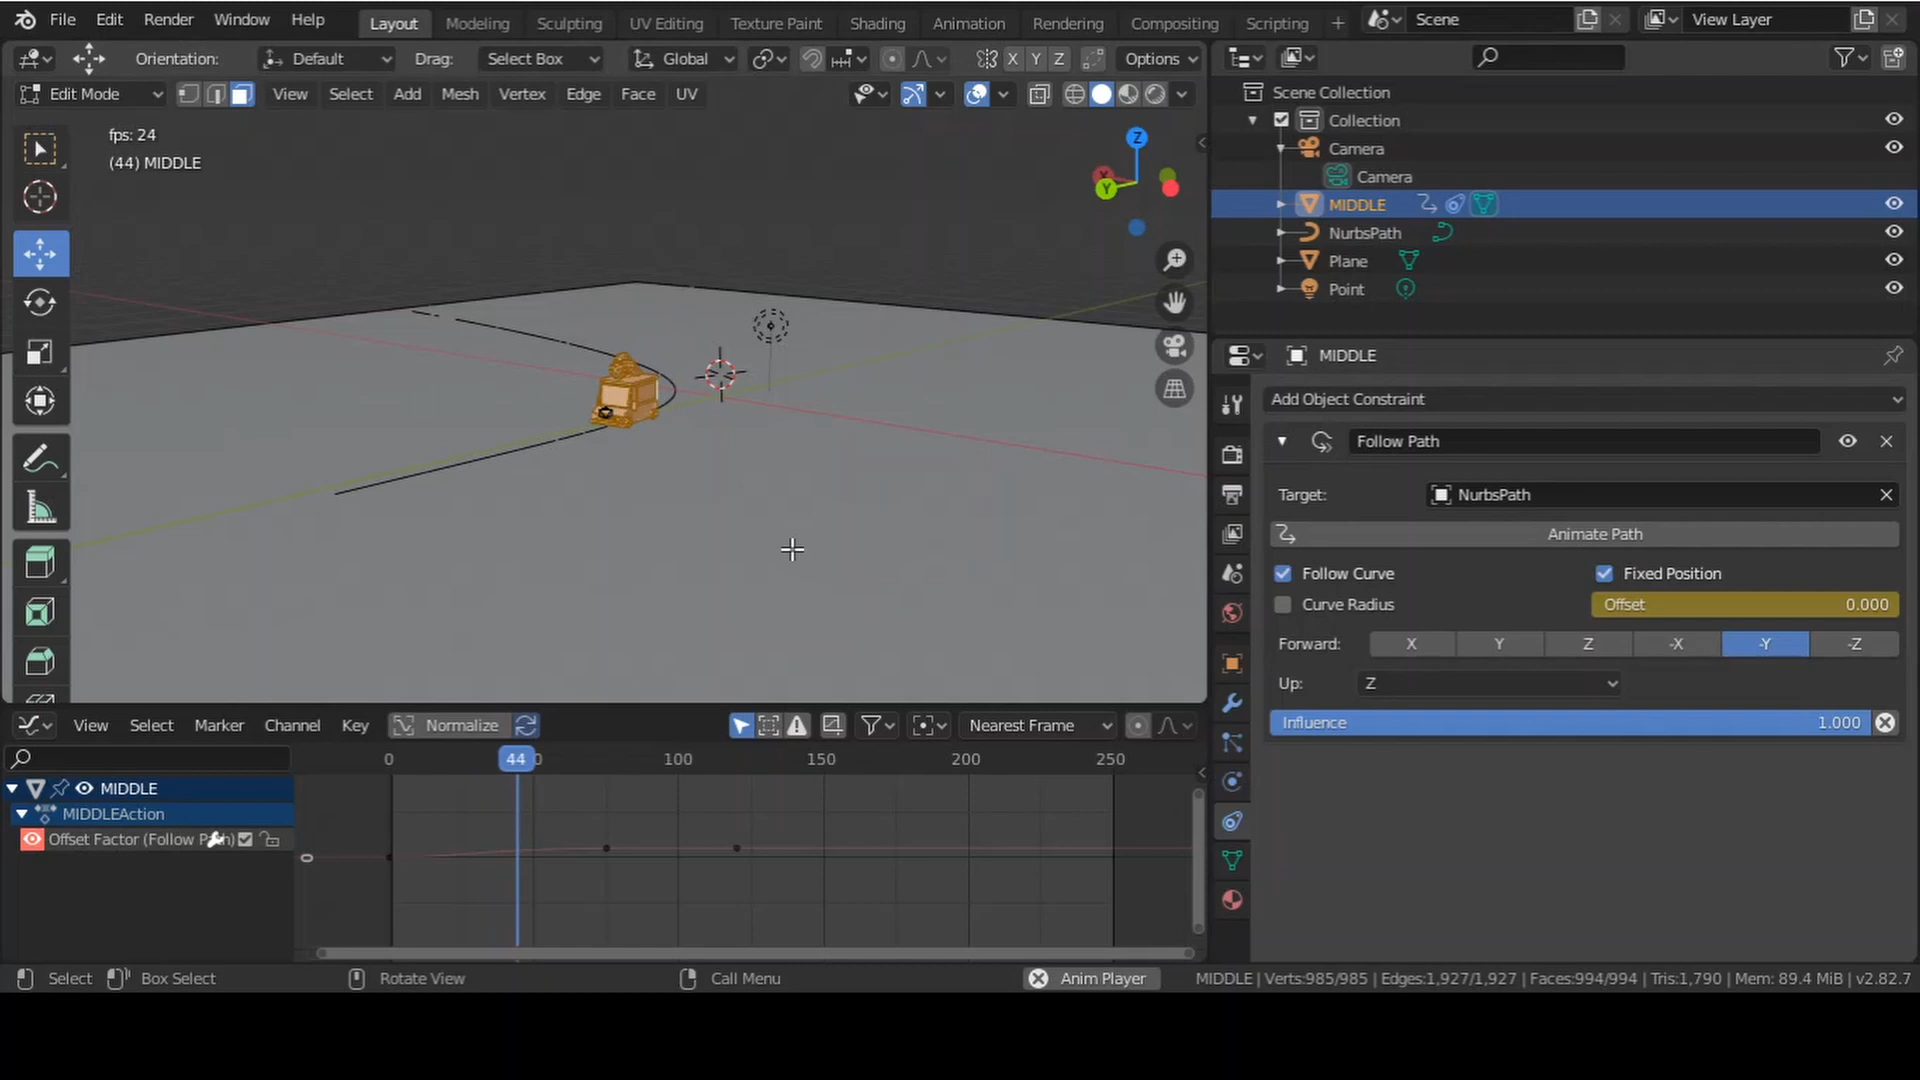 File Edit Render Window Help Layout Modeling Sculpting UV Editing Texture Paint Shading Animation Rendering Compositing Scripting + Scene View Layer
Orientation: Default Drag: Select Box Global X Y Z Options
Edit Mode View Select Add Mesh Vertex Edge Face UV
fps: 24
(44) MIDDLE
Z
X
Y
Scene Collection
Collection
Camera
Camera
MIDDLE
NurbsPath
Plane
Point
MIDDLE
Add Object Constraint
Follow Path
Target: NurbsPath
Animate Path
Follow Curve Fixed Position
Curve Radius Offset 0.000
Forward: X Y Z -X -Y -Z
Up: Z
Influence 1.000
View Select Marker Channel Key Normalize Nearest Frame
0 44 0 100 150 200 250
MIDDLE
MIDDLEAction
Offset Factor (Follow P th)
Select Box Select Rotate View Call Menu Anim Player MIDDLE | Verts:985/985 | Edges:1,927/1,927 | Faces:994/994 | Tris:1,790 | Mem: 89.4 MiB | v2.82.7